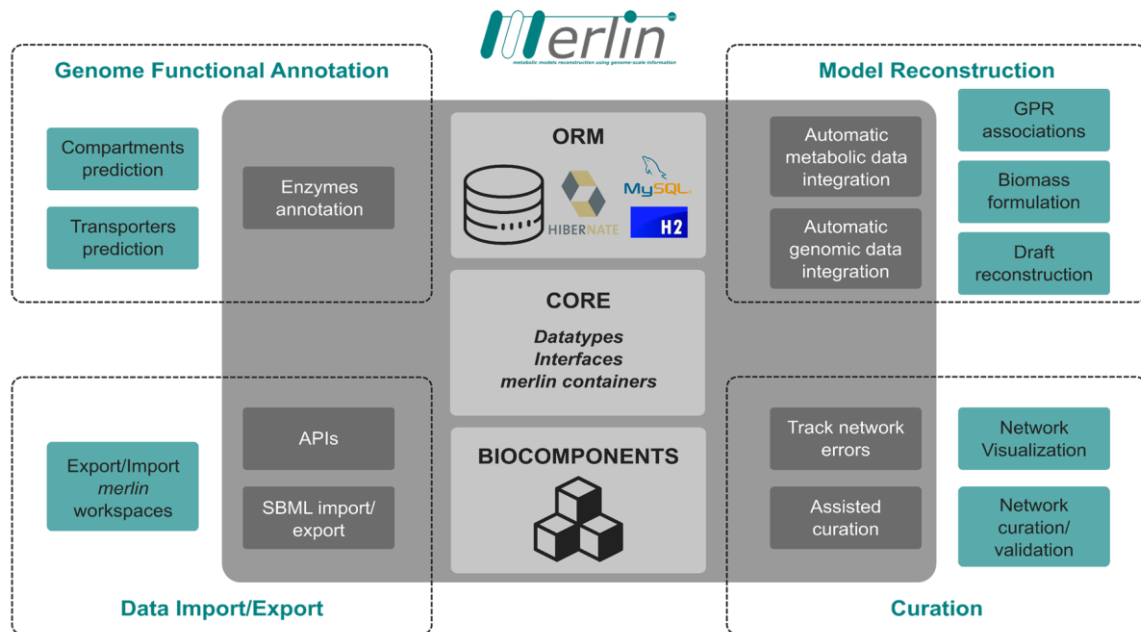 merlin
metabolic models reconstruction using genome-scale information
Genome Functional Annotation
Compartments
prediction
Transporters
prediction
Enzymes
annotation
ORM
HIBERNATE
MySQL®
H2
CORE
Datatypes
Interfaces
merlin containers
BIOCOMPONENTS
Model Reconstruction
Automatic
metabolic data
integration
Automatic
genomic data
integration
GPR
associations
Biomass
formulation
Draft
reconstruction
Export/Import
merlin
workspaces
APIs
SBML import/
export
Data Import/Export
Track network
errors
Assisted
curation
Network
Visualization
Network
curation/
validation
Curation